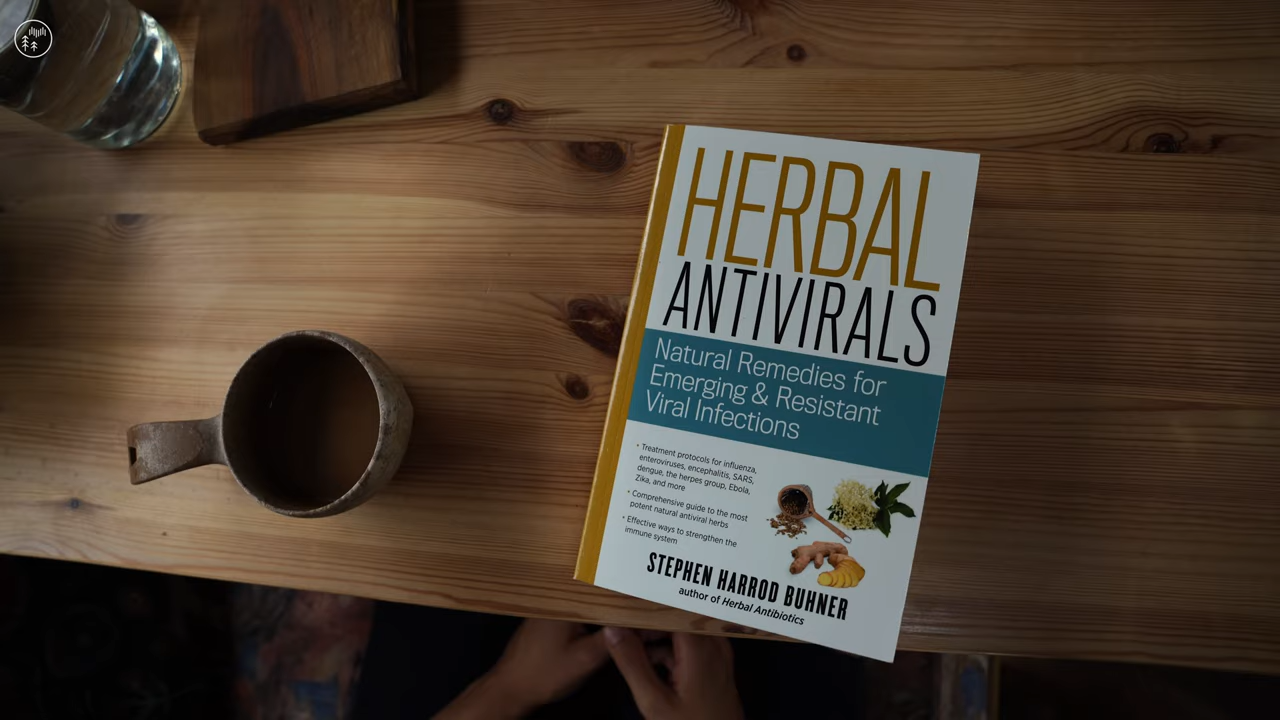 HERBAL
ANTIVIRALS
Natural Remedies for
Emerging & Resistant
Viral Infections
• Treatment protocols for influenza,
enteroviruses, encephalitis, SARS,
dengue, the herpes group, Ebola,
Zika, and more
• Comprehensive guide to the most
potent natural antiviral herbs
• Effective ways to strengthen the
immune system
STEPHEN HARROD BUHNER
author of Herbal Antibiotics